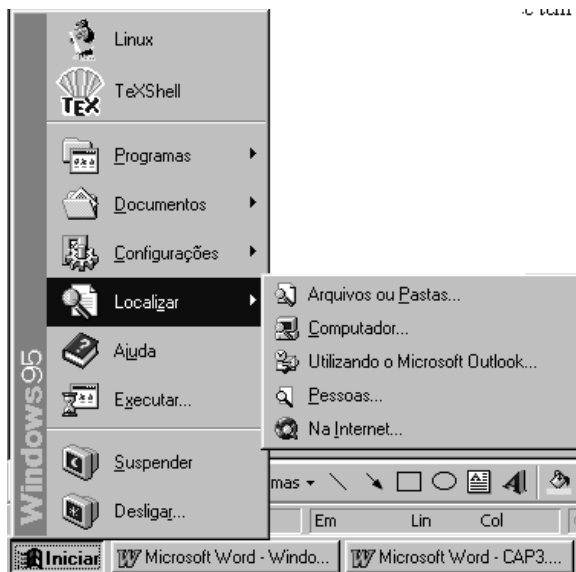 Linux
TeXShell
TEX
Programas
Documentos
Configurações
Localizar
Arquivos ou Pastas...
Computador...
Utilizando o Microsoft Outlook...
Pessoas...
Na Internet...
Ajuda
Executar...
Suspender
Desligar...
Windows95
mas
Em Lin Col
Iniciar Microsoft Word - Windo... Microsoft Word - CAP3....